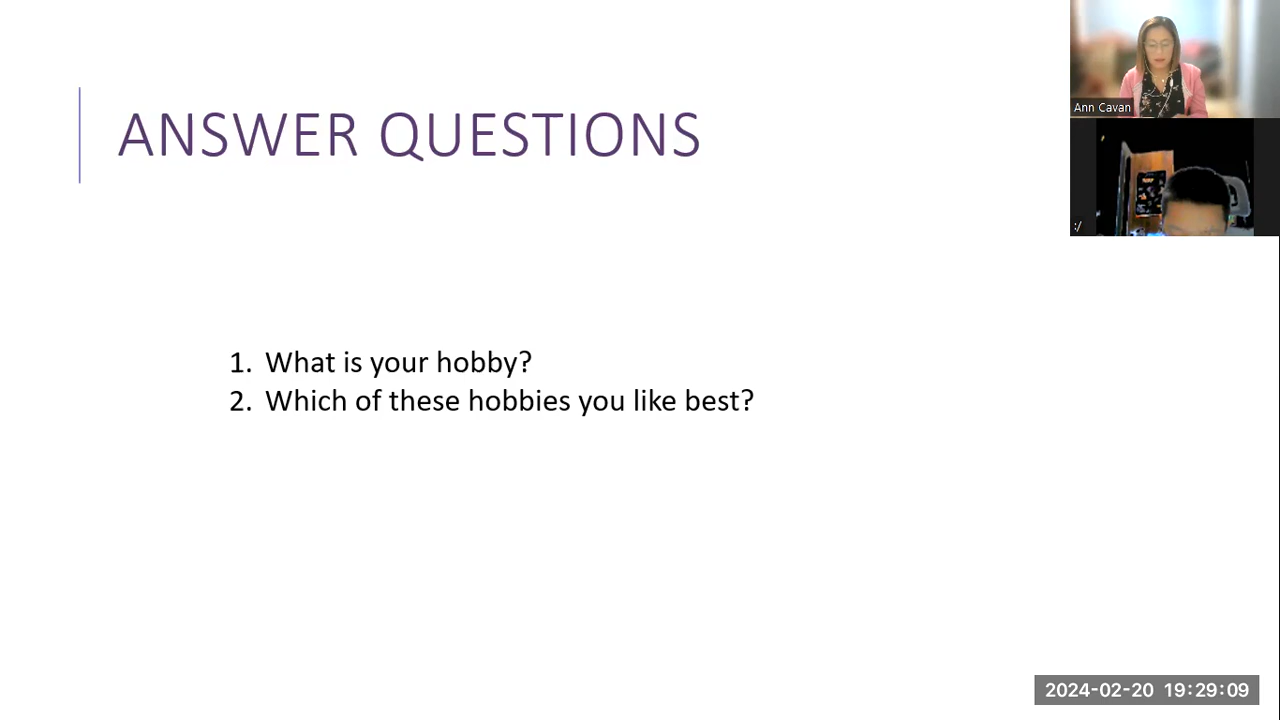 ANSWER QUESTIONS
Ann Cavan
:/
1. What is your hobby?
2. Which of these hobbies you like best?
2024-02-20 19:29:09